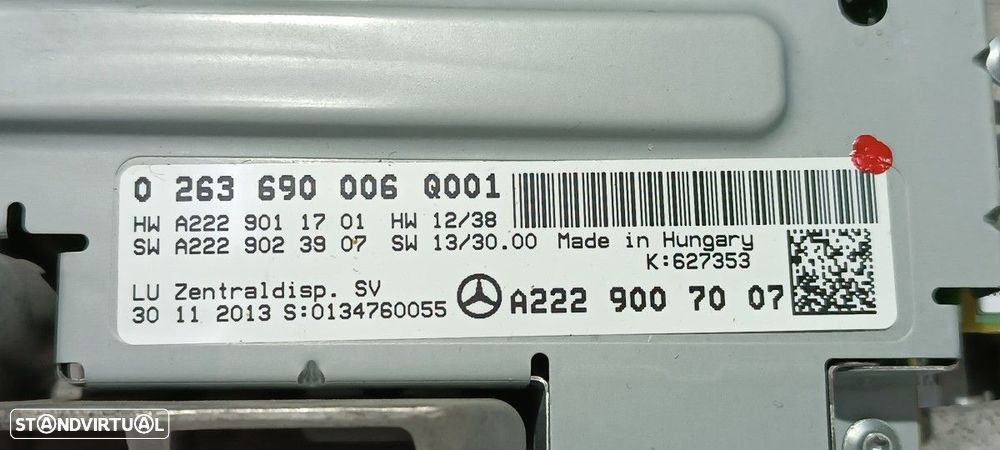 0 263 690 006 Q001
HW A222 901 17 01 HW 12/38
SW A222 902 39 07 SW 13/30.00 Made in Hungary
K:627353
LU Zentraldisp. SV
30 11 2013 S:0134760055
A222 900 70 07
STANDVIRTUAL